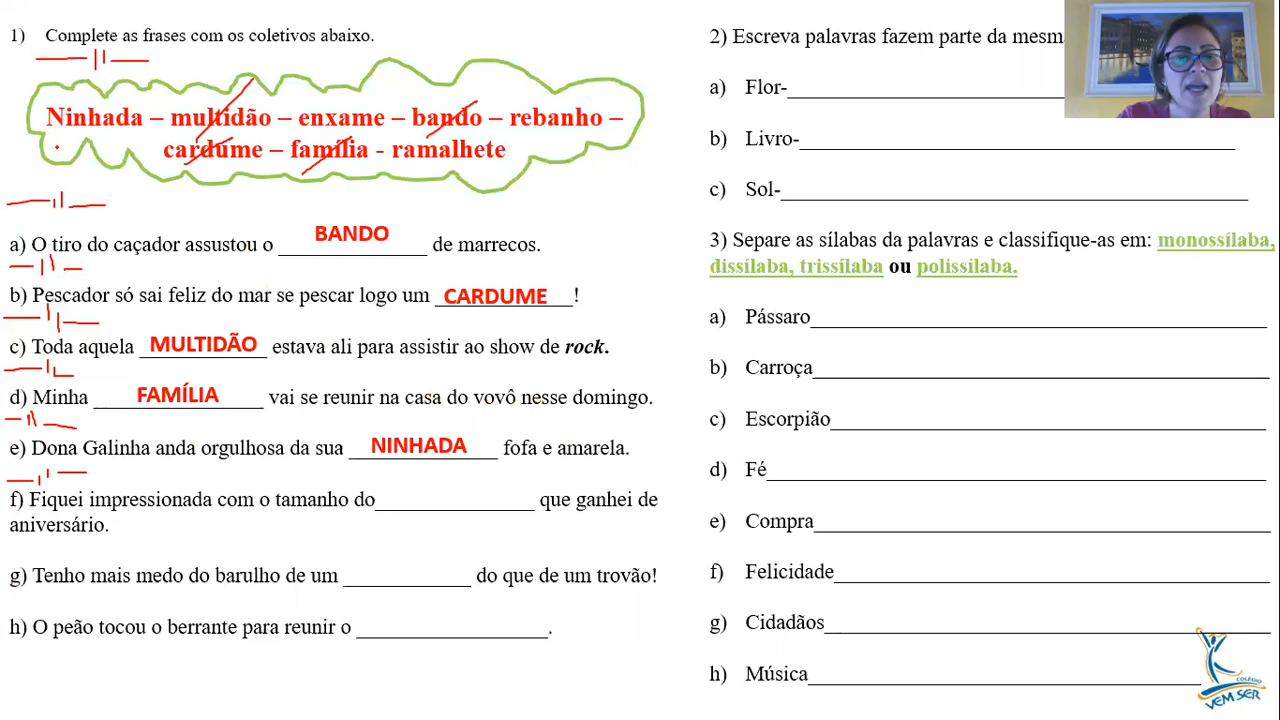 1) Complete as frases com os coletivos abaixo.
Ninhada – multidão – enxame – bando – rebanho –
cardume – família - ramalhete
a) O tiro do caçador assustou o BANDO de marrecos.
b) Pescador só sai feliz do mar se pescar logo um CARDUME!
c) Toda aquela MULTIDÃO estava ali para assistir ao show de rock.
d) Minha FAMÍLIA vai se reunir na casa do vovô nesse domingo.
e) Dona Galinha anda orgulhosa da sua NINHADA fofa e amarela.
f) Fiquei impressionada com o tamanho do______________ que ganhei de
aniversário.
g) Tenho mais medo do barulho de um ____________ do que de um trovão!
h) O peão tocou o berrante para reunir o __________________.
2) Escreva palavras fazem parte da
a) Flor-
b) Livro-
c) Sol-
3) Separe as sílabas da palavras e classifique-as em: monossílaba,
dissílaba, trissílaba ou polissílaba.
a) Pássaro
b) Carroça
c) Escorpião
d) Fé
e) Compra
f) Felicidade
g) Cidadãos
h) Música
COLÉGIO
VEM SER